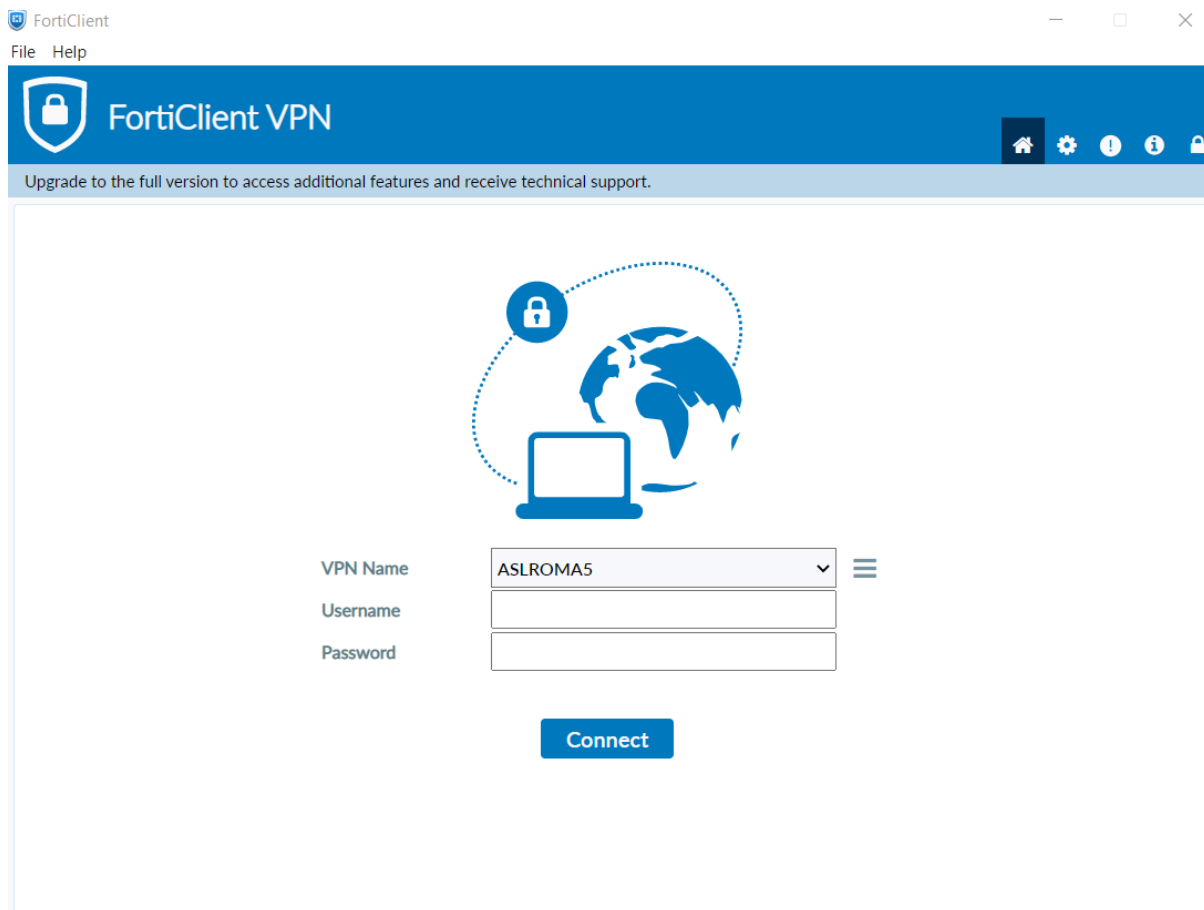 FortiClient
File Help
FortiClient VPN
Upgrade to the full version to access additional features and receive technical support.
VPN Name ASLROMA5
Username
Password
Connect